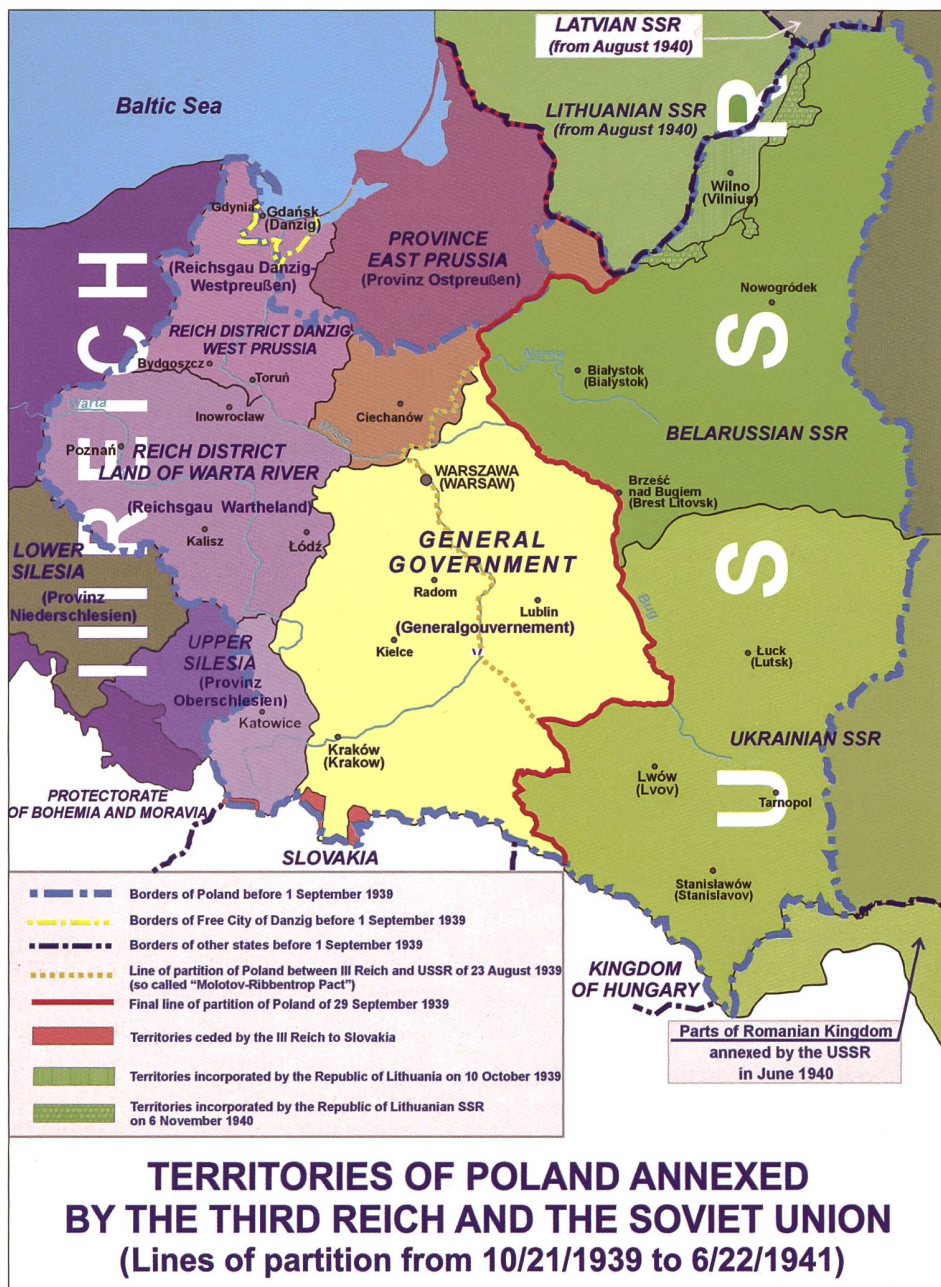 LATVIAN SSR
(from August 1940)
Baltic Sea
LITHUANIAN SSR
(from August 1940)
Wilno
(Vilnius)
Gdynia
Gdańsk
(Danzig)
PROVINCE
EAST PRUSSIA
(Provinz Ostpreußen)
(Reichsgau Danzig-
Westpreußen)
Nowogródek
REICH DISTRICT DANZIG
WEST PRUSSIA
Bydgoszcz
Toruń
Narew
Białystok
(Bialystok)
Warta
Inowrocław
Ciechanów
Wisła
BELARUSSIAN SSR
Poznań
REICH DISTRICT
LAND OF WARTA RIVER
(Reichsgau Wartheland)
WARSZAWA
(WARSAW)
Brześć
nad Bugiem
(Brest Litovsk)
Kalisz
Łódź
GENERAL
GOVERNMENT
LOWER
SILESIA
(Provinz
Niederschlesien)
Radom
Lublin
Bug
(Generalgouvernement)
Kielce
Łuck
(Lutsk)
UPPER
SILESIA
(Provinz
Oberschlesien)
Katowice
UKRAINIAN SSR
Kraków
(Krakow)
Lwów
(Lvov)
Tarnopol
PROTECTORATE
OF BOHEMIA AND MORAVIA
SLOVAKIA
Stanisławów
(Stanislavov)
III REICH
USSR
KINGDOM
OF HUNGARY
Parts of Romanian Kingdom
annexed by the USSR
in June 1940
Borders of Poland before 1 September 1939
Borders of Free City of Danzig before 1 September 1939
Borders of other states before 1 September 1939
Line of partition of Poland between III Reich and USSR of 23 August 1939
(so called "Molotov-Ribbentrop Pact")
Final line of partition of Poland of 29 September 1939
Territories ceded by the III Reich to Slovakia
Territories incorporated by the Republic of Lithuania on 10 October 1939
Territories incorporated by the Republic of Lithuanian SSR
on 6 November 1940
TERRITORIES OF POLAND ANNEXED
BY THE THIRD REICH AND THE SOVIET UNION
(Lines of partition from 10/21/1939 to 6/22/1941)